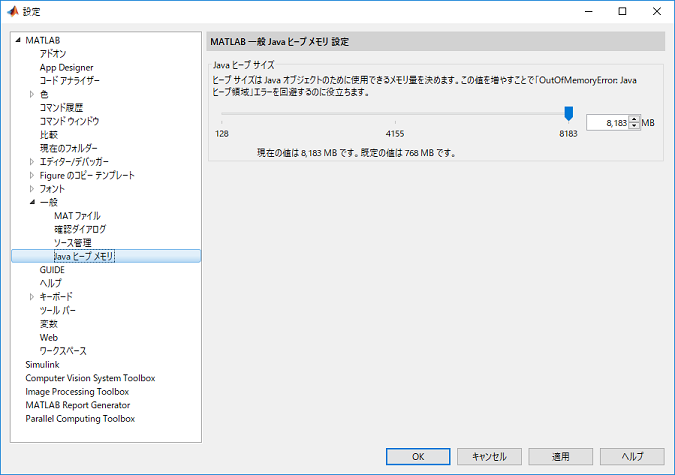 設定
MATLAB
アドオン
App Designer
コード アナライザー
色
コマンド履歴
コマンド ウィンドウ
比較
現在のフォルダー
エディター/デバッガー
Figure のコピー テンプレート
フォント
一般
MAT ファイル
確認ダイアログ
ソース管理
Java ヒープ メモリ
GUIDE
ヘルプ
キーボード
ツール バー
変数
Web
ワークスペース
Simulink
Computer Vision System Toolbox
Image Processing Toolbox
MATLAB Report Generator
Parallel Computing Toolbox
MATLAB 一般 Java ヒープ メモリ 設定
Java ヒープ サイズ
ヒープ サイズは Java オブジェクトのために使用できるメモリ量を決めます。この値を増やすことで「OutOfMemoryError: Java
ヒープ領域」エラーを回避するのに役立ちます。
8,183 MB
128 4155 8183
現在の値は 8,183 MB です。既定の値は 768 MB です。
OK キャンセル 適用 ヘルプ